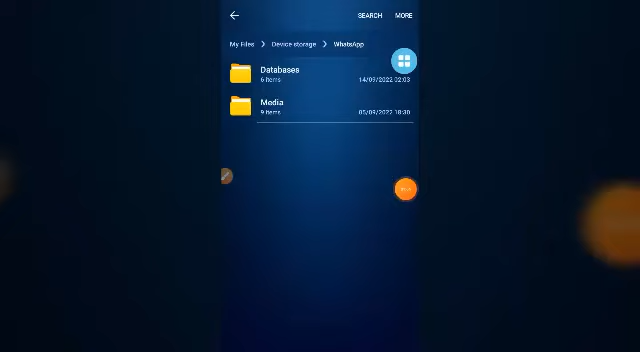 SEARCH MORE
My Files > Device storage > WhatsApp
Databases
6 items 14/09/2022 02:03
Media
9 items 05/09/2022 18:30